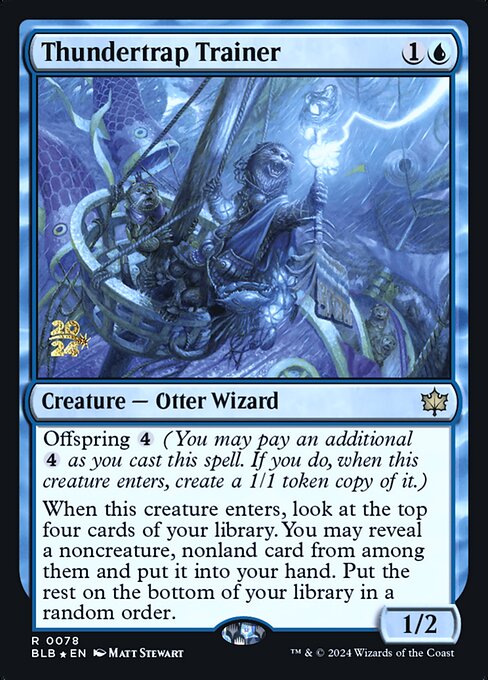 Thundertrap Trainer 1
2024
Creature — Otter Wizard
Offspring 4 (You may pay an additional
4 as you cast this spell. If you do, when this
creature enters, create a 1/1 token copy of it.)
When this creature enters, look at the top
four cards of your library. You may reveal
a noncreature, nonland card from among
them and put it into your hand. Put the
rest on the bottom of your library in a
random order.
1/2
R 0078
BLB ★ EN Matt Stewart
™ & © 2024 Wizards of the Coast